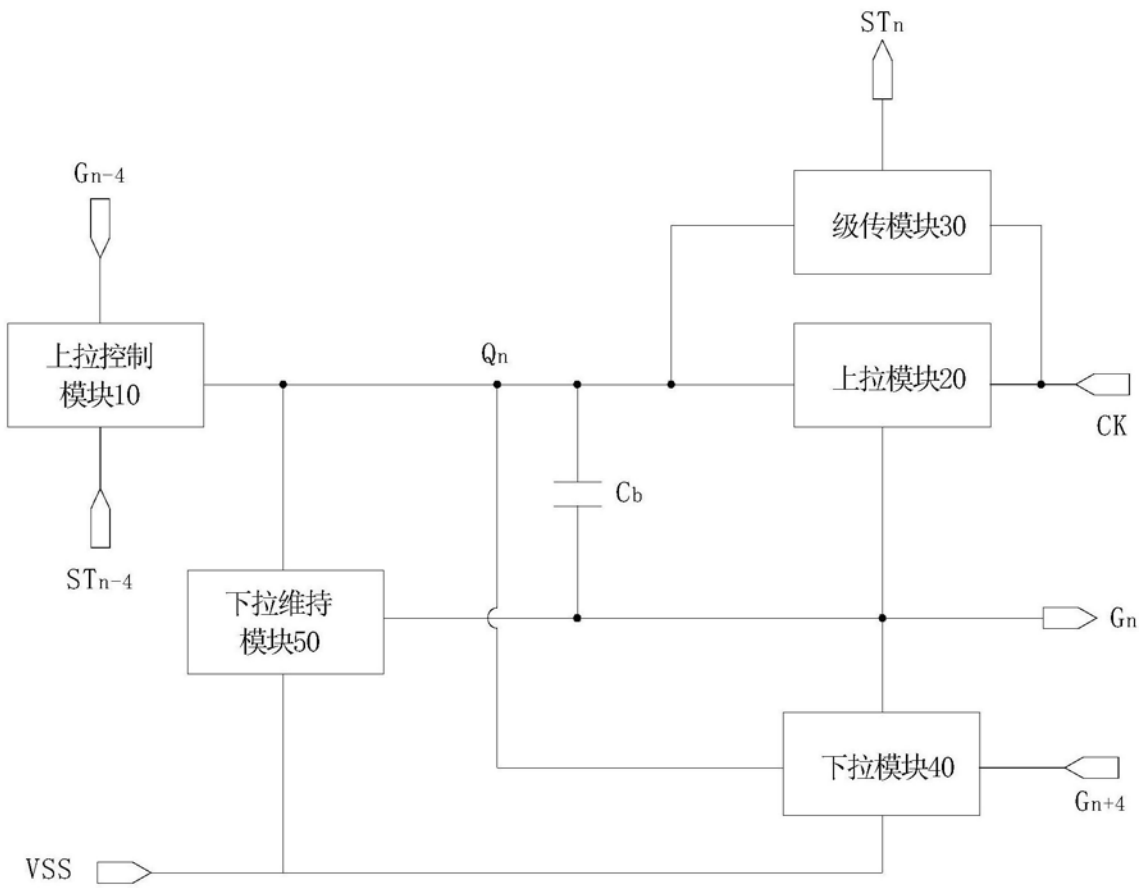 STn
Gn-4
级传模块30
上拉控制
模块10
Qn
上拉模块20
CK
Cb
STn-4
下拉维持
模块50
Gn
下拉模块40
Gn+4
VSS